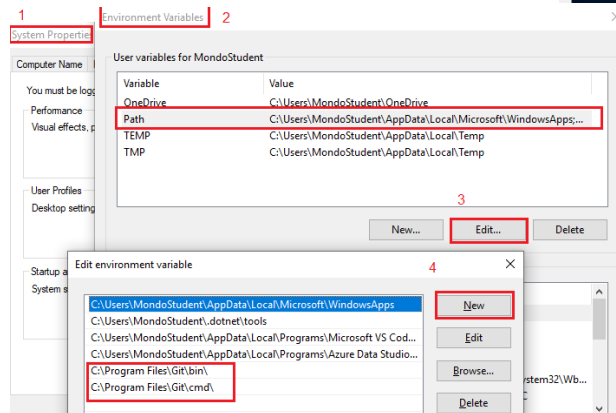 1
System Properties
Computer Name
You must be logg
Performance
Visual effects, p
User Profiles
Desktop setting
Startup a
System s
Environment Variables 2
User variables for MondoStudent
Variable Value
OneDrive C:\Users\MondoStudent\OneDrive
Path C:\Users\MondoStudent\AppData\Local\Microsoft\WindowsApps;...
TEMP C:\Users\MondoStudent\AppData\Local\Temp
TMP C:\Users\MondoStudent\AppData\Local\Temp
3
New... Edit... Delete
Edit environment variable
4
C:\Users\MondoStudent\AppData\Local\Microsoft\WindowsApps
C:\Users\MondoStudent\.dotnet\tools
C:\Users\MondoStudent\AppData\Local\Programs\Microsoft VS Cod...
C:\Users\MondoStudent\AppData\Local\Programs\Azure Data Studio...
C:\Program Files\Git\bin\
C:\Program Files\Git\cmd\
New
Edit
Browse...
Delete
ystem32\Wb...